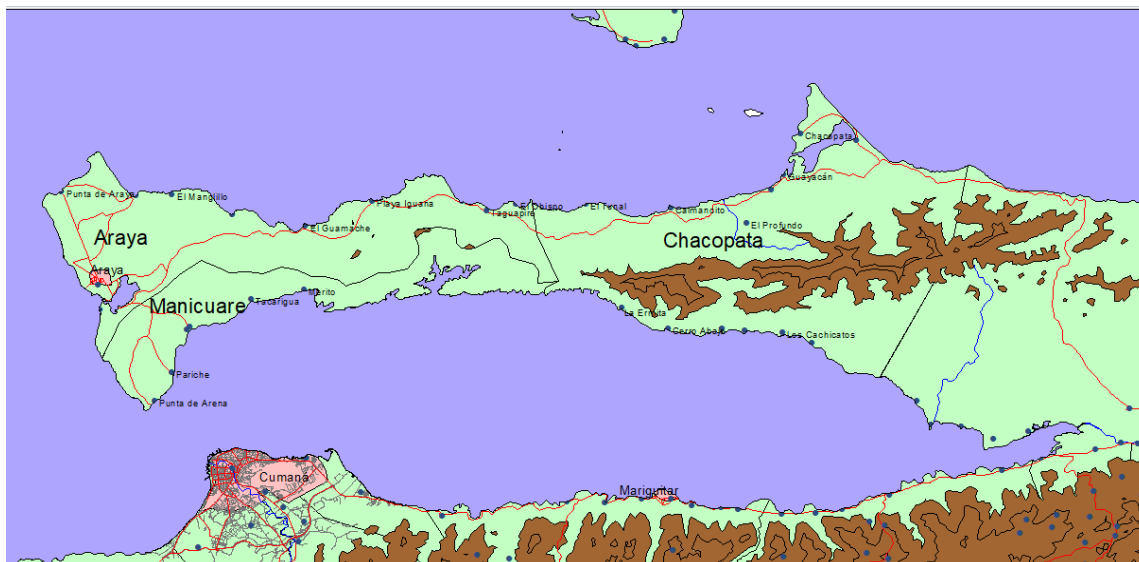 Chacopata
Guayacán
Punta de Araya
El Manglillo
Playa Iguana
Taguapire
El Obispo
El Tenal
Caimancito
El Profundo
El Guamache
Araya
Chacopata
Araya
Manicuare
Tacarigua
Merito
La Ermita
Cerro Abajo
Los Cachicatos
Pariche
Punta de Arena
Cumaná
Mariguitar